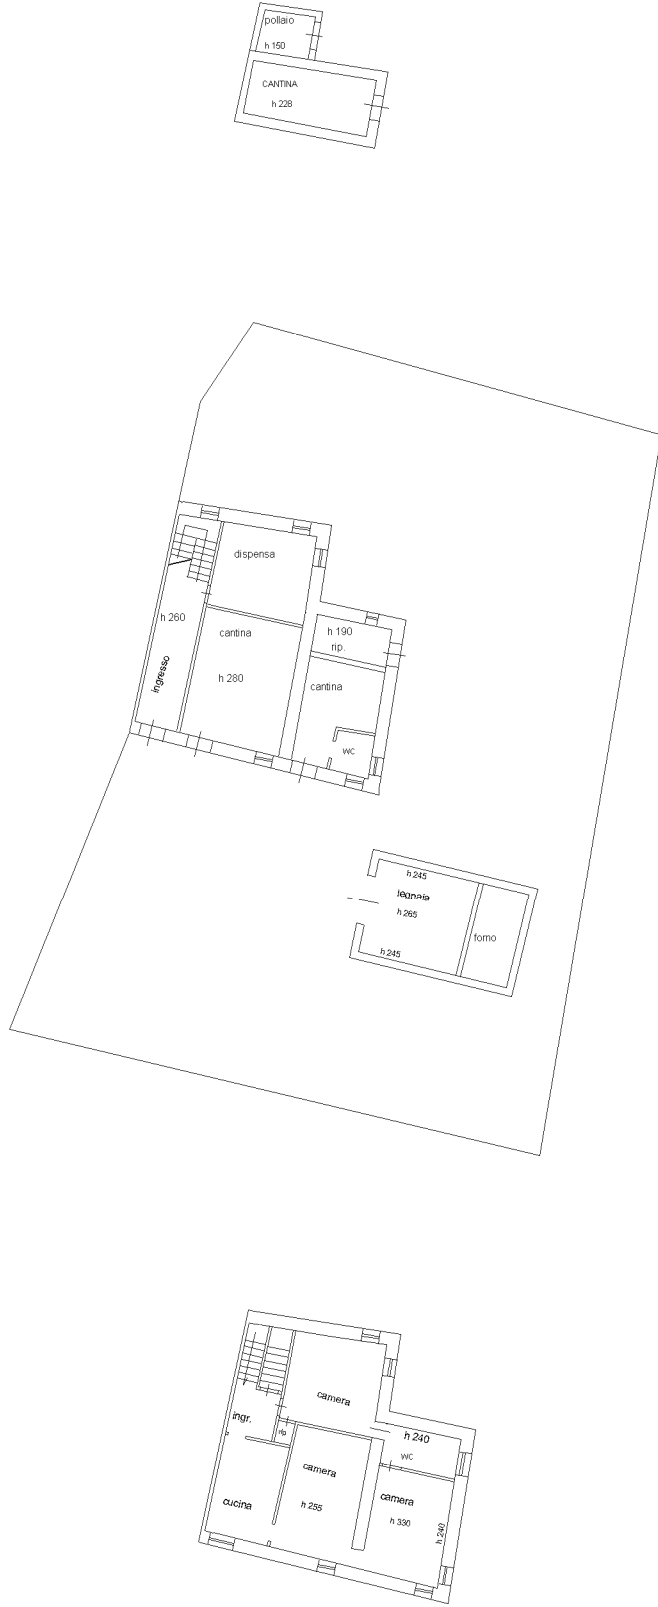 pollaio
h 150
CANTINA
h 228
dispensa
h 260
cantina
h 190
rip.
ingresso
h 280
cantina
WC
h 245
legnaia
h 265
forno
h 245
camera
ingr.
rip
h 240
WC
camera
cucina
h 255
camera
h 330
h 240